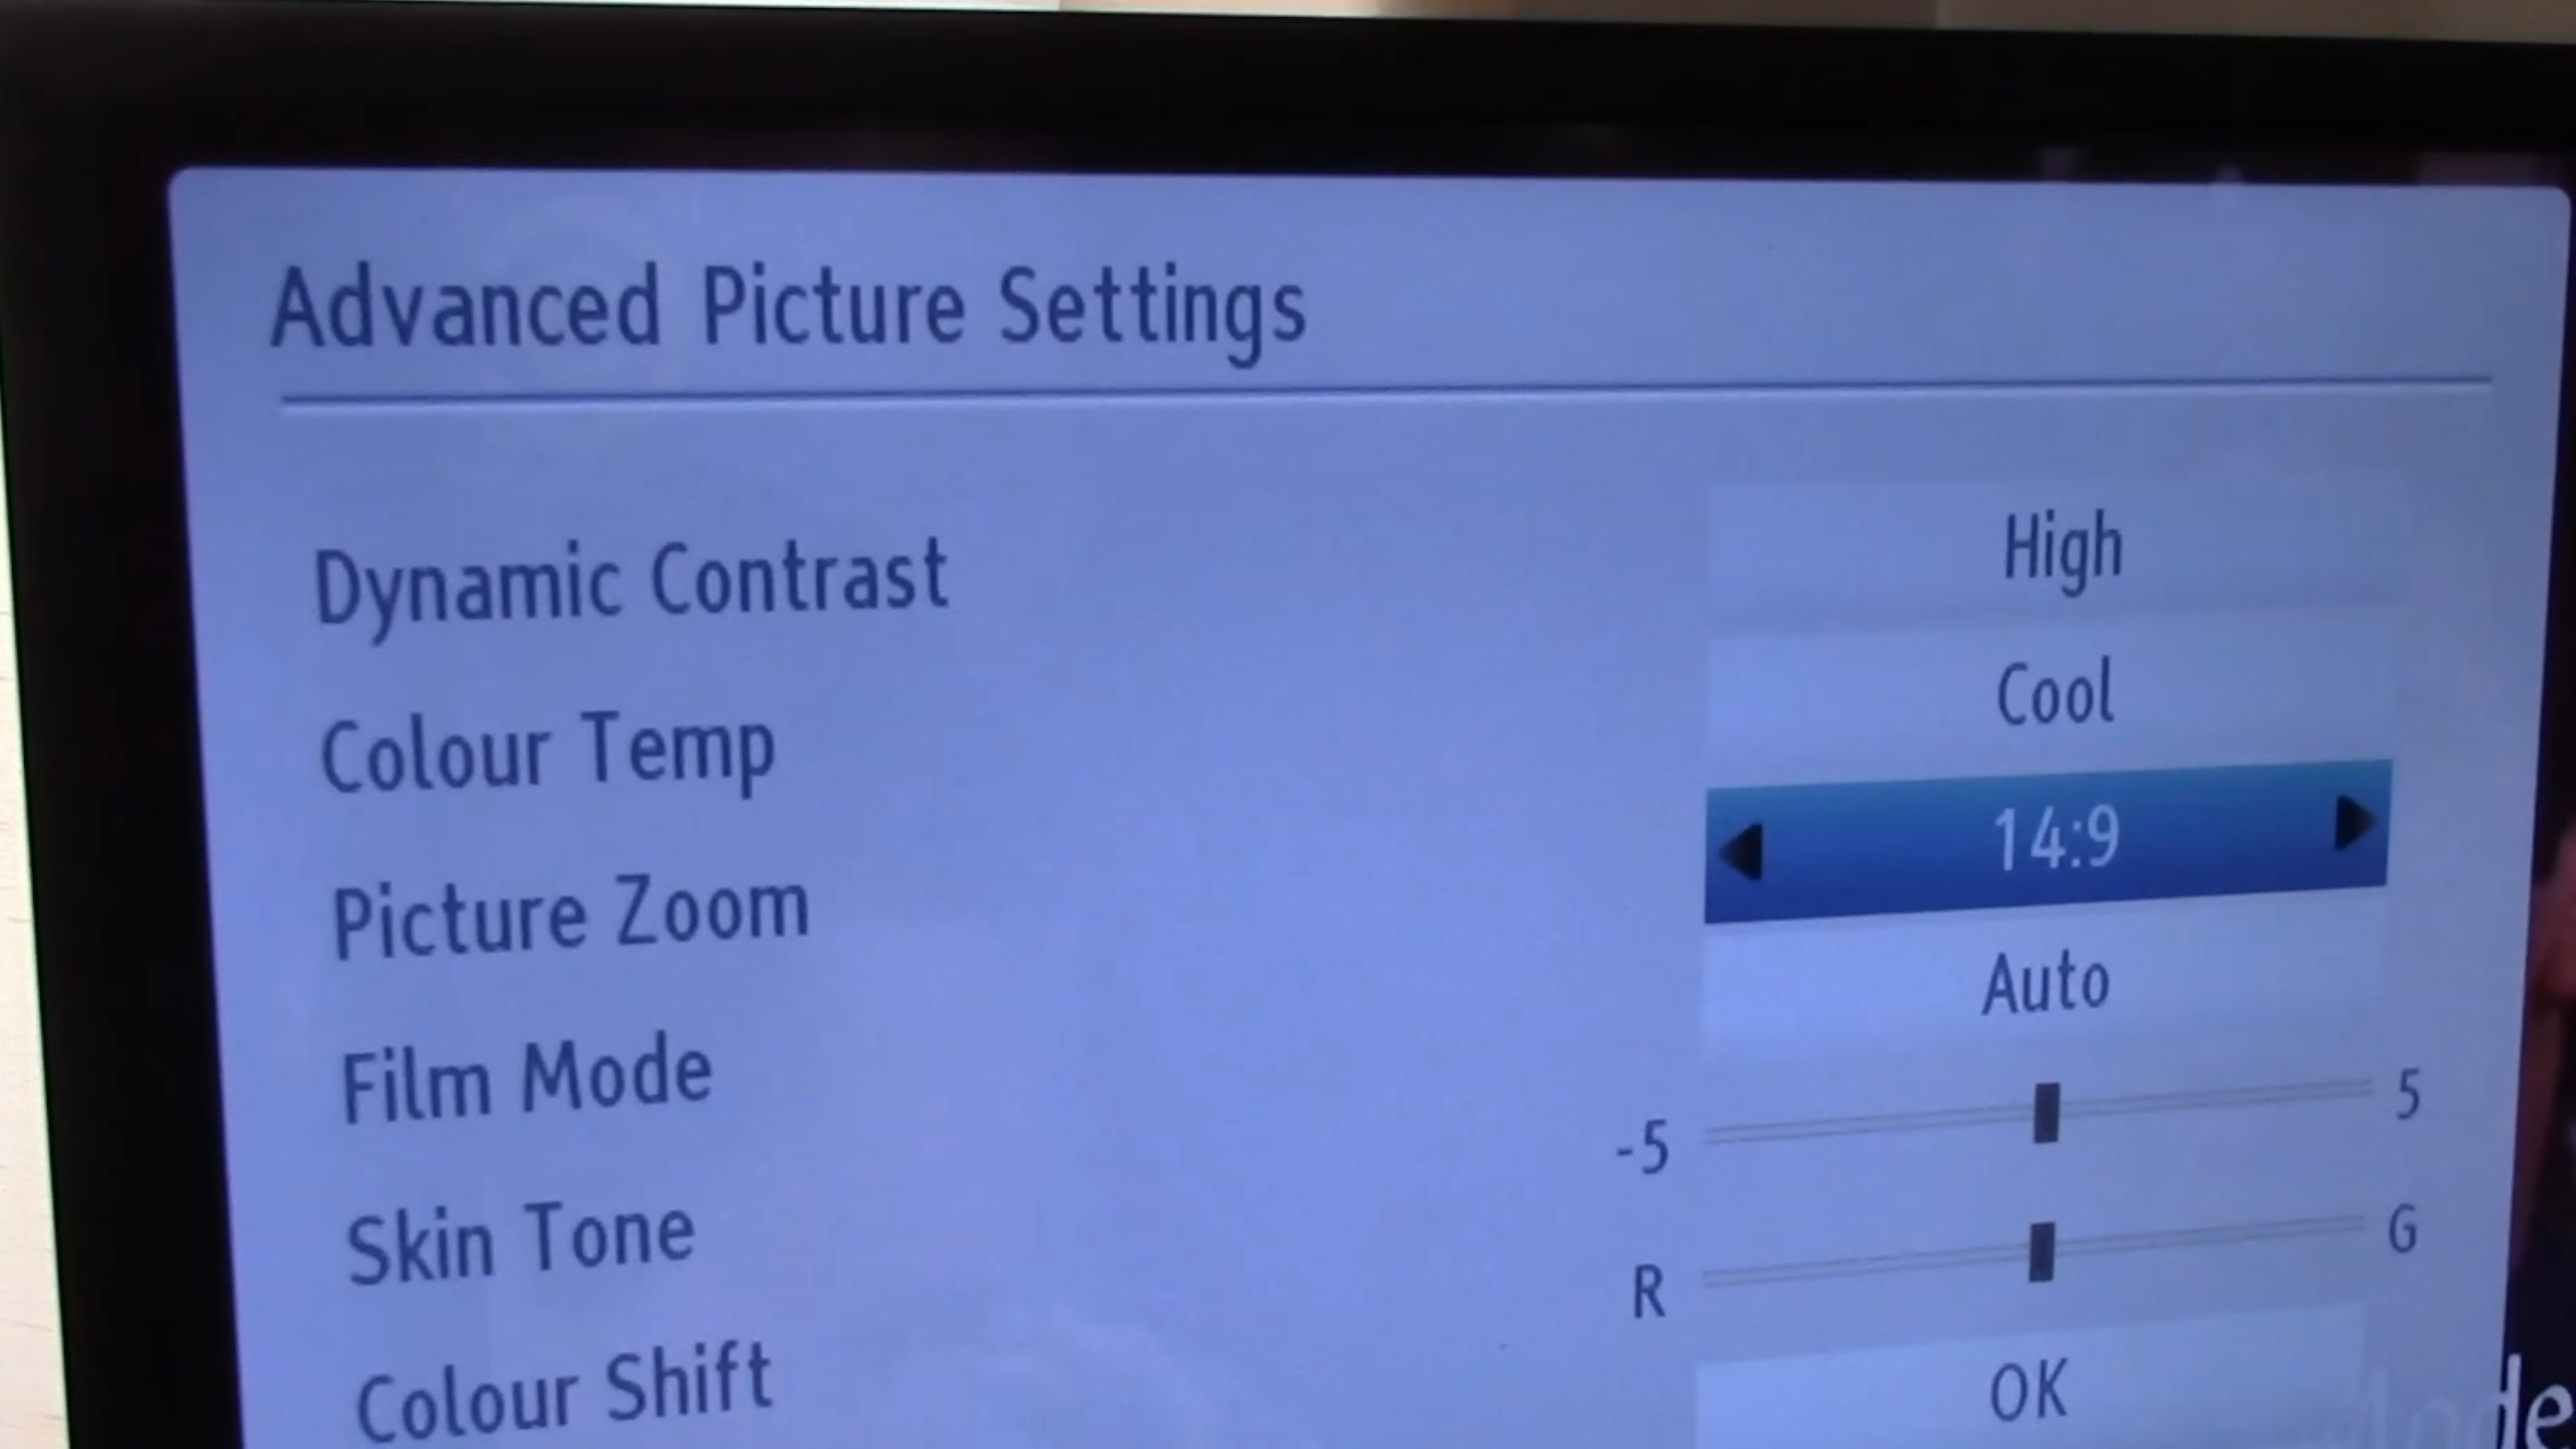 Advanced Picture Settings
Dynamic Contrast High
Colour Temp Cool
Picture Zoom 14:9
Film Mode Auto
Skin Tone -5 5
Colour Shift R G
OK